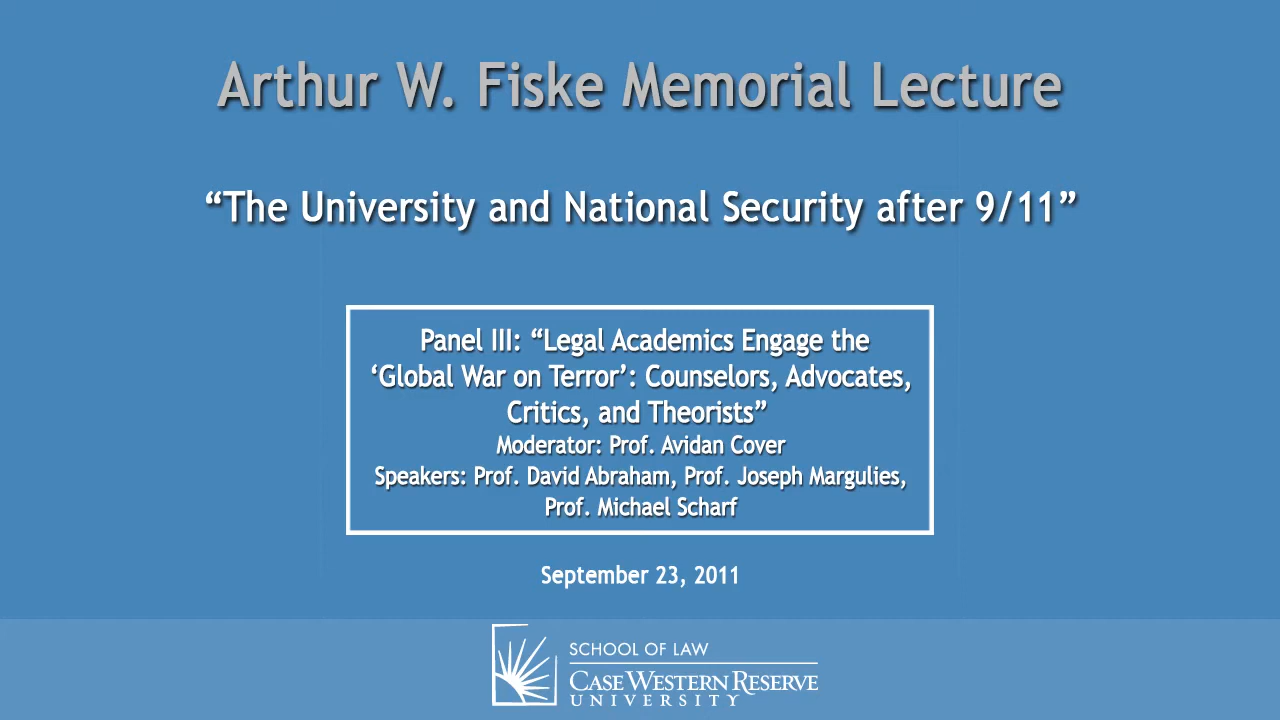 Arthur W. Fiske Memorial Lecture
“The University and National Security after 9/11”
Panel III: “Legal Academics Engage the
‘Global War on Terror’: Counselors, Advocates,
Critics, and Theorists”
Moderator: Prof. Avidan Cover
Speakers: Prof. David Abraham, Prof. Joseph Margulies,
Prof. Michael Scharf
September 23, 2011
SCHOOL OF LAW
CASE WESTERN RESERVE
UNIVERSITY